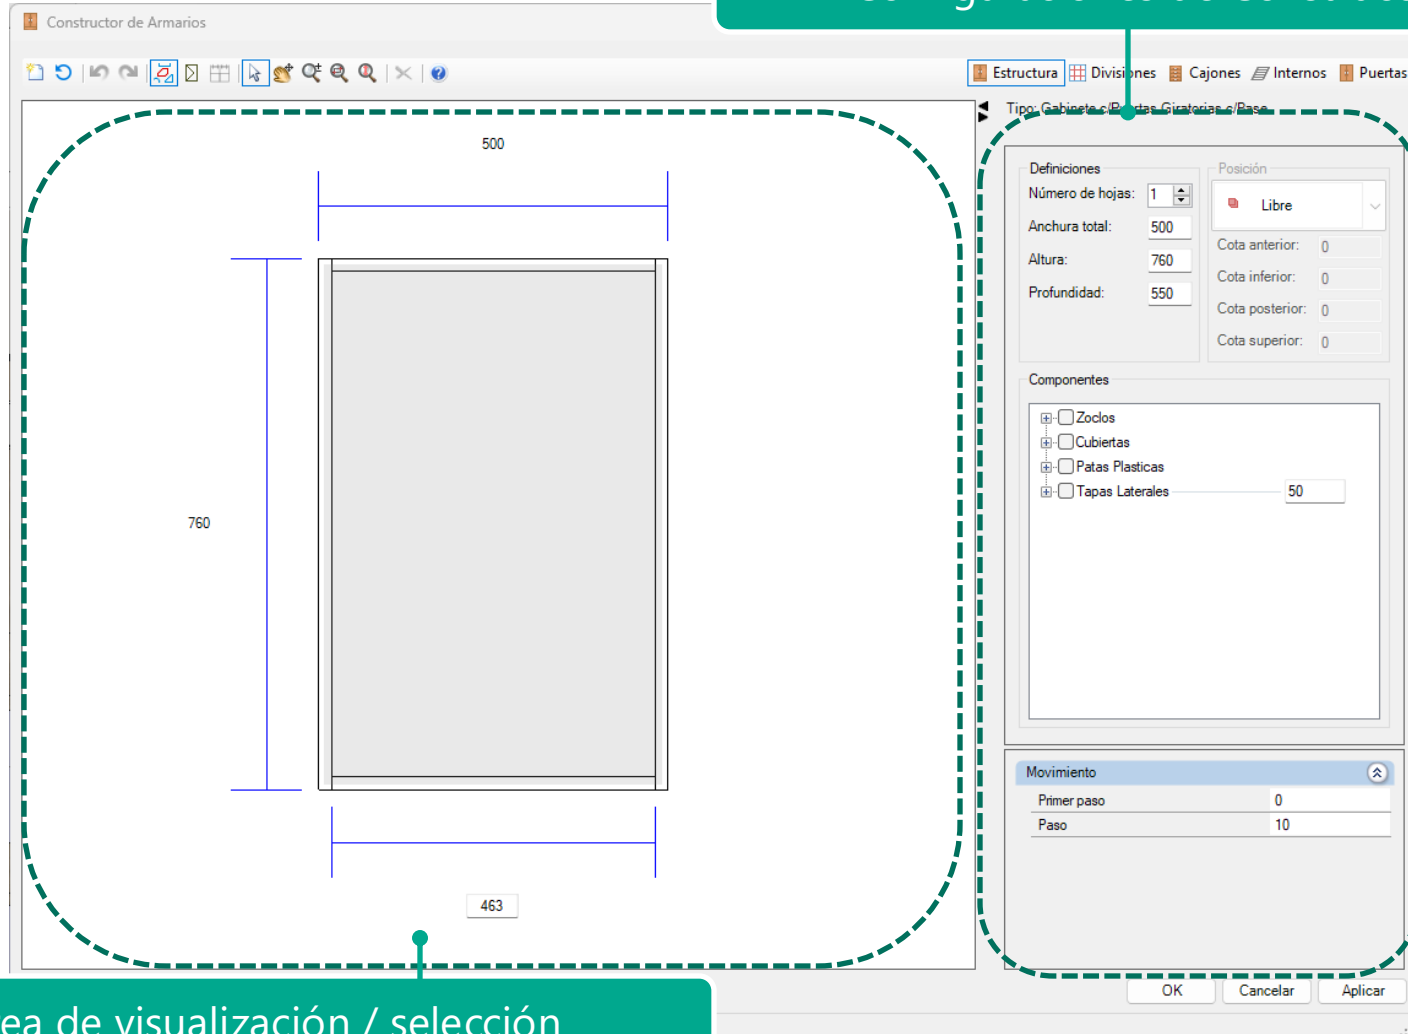 Constructor de Armarios
Estructura Divisiones Cajones Internos Puertas
Tipo: Gabinete c/Puertas Giratorias c/Base
500
760
463
Definiciones
Número de hojas: 1
Anchura total: 500
Altura: 760
Profundidad: 550
Posición
Libre
Cota anterior: 0
Cota inferior: 0
Cota posterior: 0
Cota superior: 0
Componentes
Zoclos
Cubiertas
Patas Plasticas
Tapas Laterales 50
Movimiento
Primer paso 0
Paso 10
OK Cancelar Aplicar
de visualización / selección